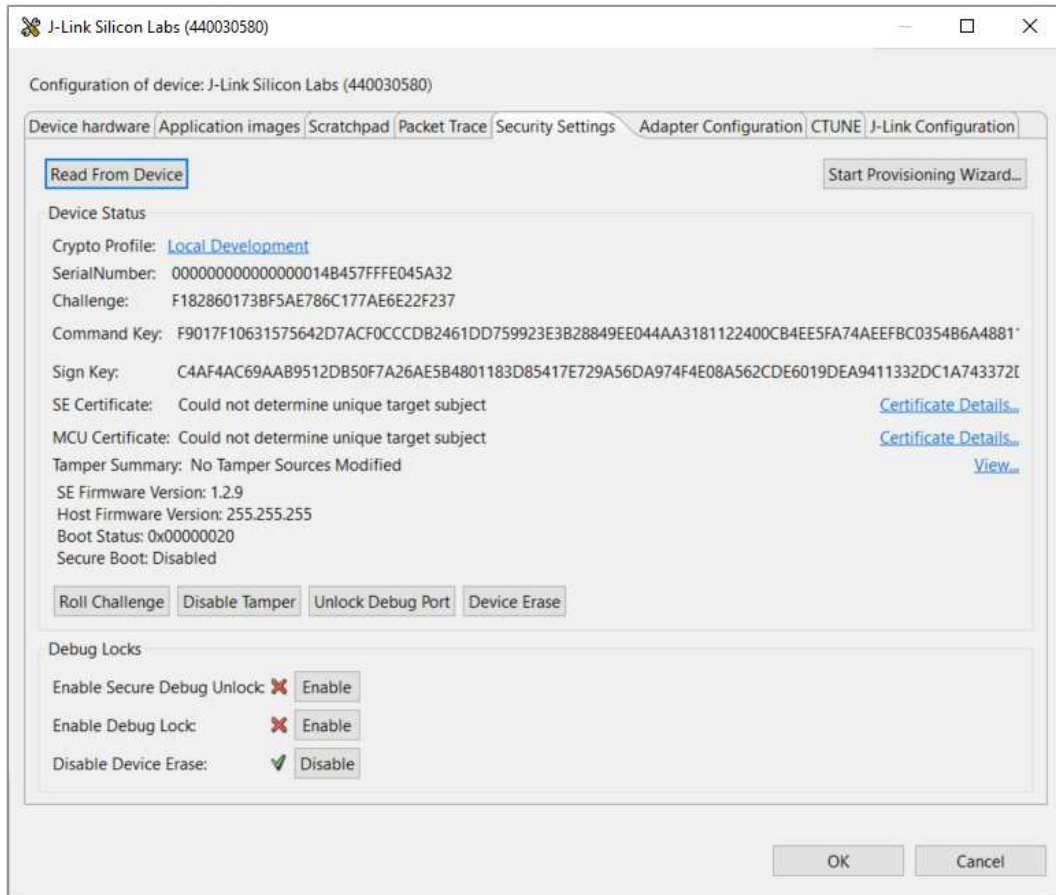 J-Link Silicon Labs (440030580)
Configuration of device: J-Link Silicon Labs (440030580)
Device hardware Application images Scratchpad Packet Trace Security Settings Adapter Configuration CTUNE J-Link Configuration
Read From Device Start Provisioning Wizard...
Device Status
Crypto Profile: Local Development
SerialNumber: 000000000000000014B457FFFE045A32
Challenge: F182860173BF5AE786C177AE6E22F237
Command Key: F9017F10631575642D7ACF0CCCDB2461DD759923E3B28849EE044AA3181122400CB4EE5FA74AEEFBC0354B6A4881
Sign Key: C4AF4AC69AAB9512DB50F7A26AE5B4801183D85417E729A56DA974F4E08A562CDE6019DEA9411332DC1A743372
SE Certificate: Could not determine unique target subject Certificate Details...
MCU Certificate: Could not determine unique target subject Certificate Details...
Tamper Summary: No Tamper Sources Modified View...
SE Firmware Version: 1.2.9
Host Firmware Version: 255.255.255
Boot Status: 0x00000020
Secure Boot: Disabled
Roll Challenge Disable Tamper Unlock Debug Port Device Erase
Debug Locks
Enable Secure Debug Unlock: Enable
Enable Debug Lock: Enable
Disable Device Erase: Disable
OK Cancel